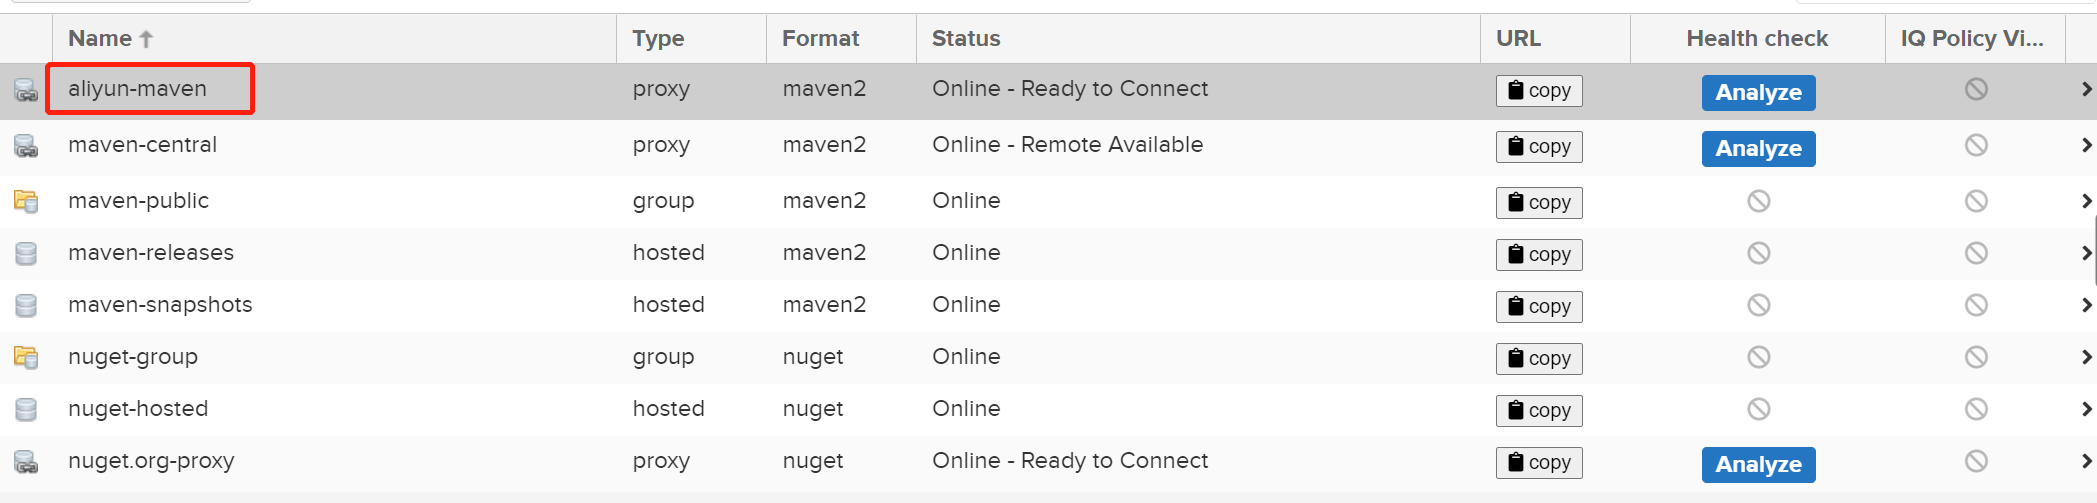 Name Type Format Status URL Health check IQ Policy Vi...
aliyun-maven proxy maven2 Online - Ready to Connect copy Analyze
maven-central proxy maven2 Online - Remote Available copy Analyze
maven-public group maven2 Online copy
maven-releases hosted maven2 Online copy
maven-snapshots hosted maven2 Online copy
nuget-group group nuget Online copy
nuget-hosted hosted nuget Online copy
nuget.org-proxy proxy nuget Online - Ready to Connect copy Analyze